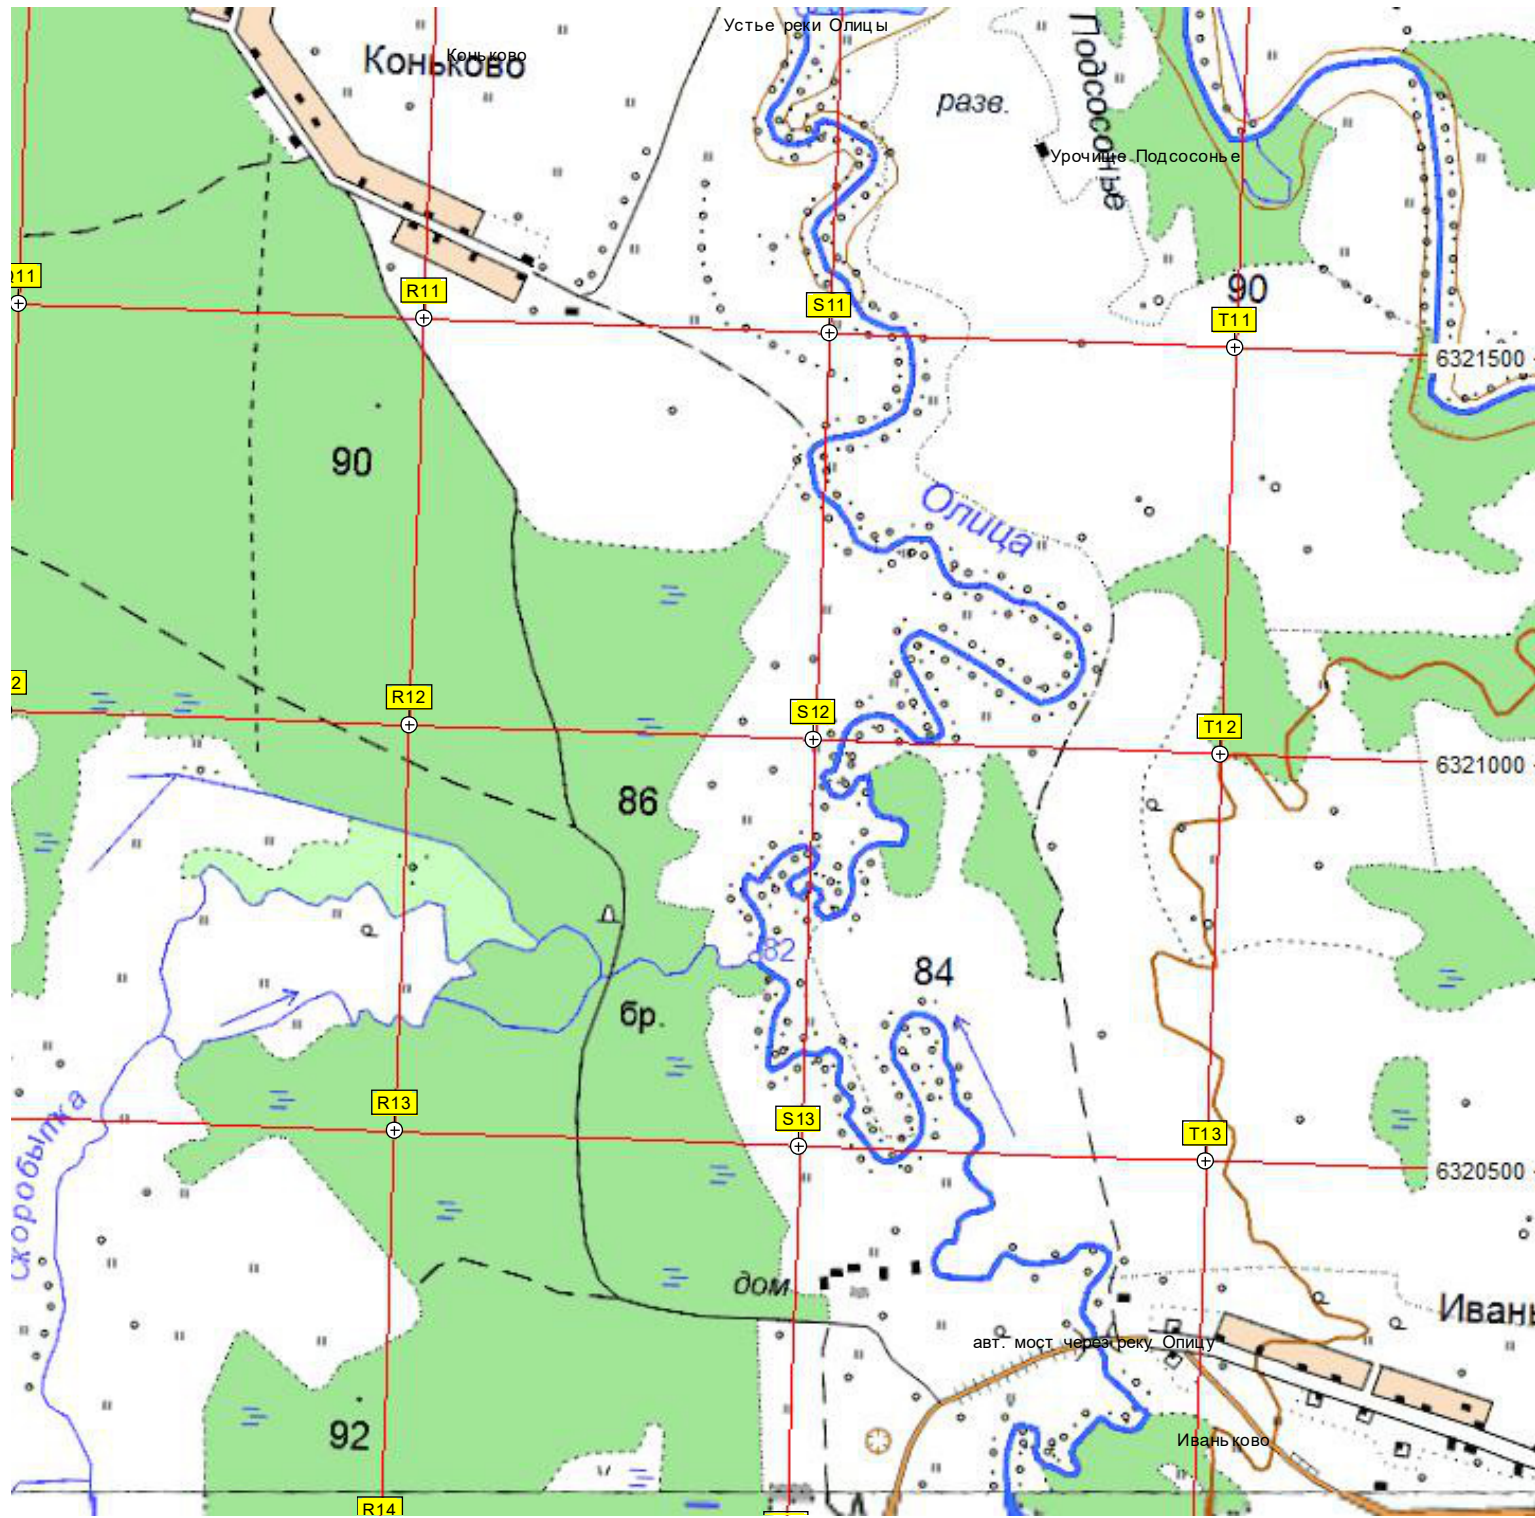 Устье реки Олицы
Коньково
Коньково
Подсосонье
разв.
Урочище Подсосонье
R11
S11
90
T11
6321500
90
Олица
R12
S12
T12
6321000
86
82
84
бр.
R13
S13
T13
6320500
Скоробытка
дом
авт. мост через реку Олицу
92
Иваньково
R14